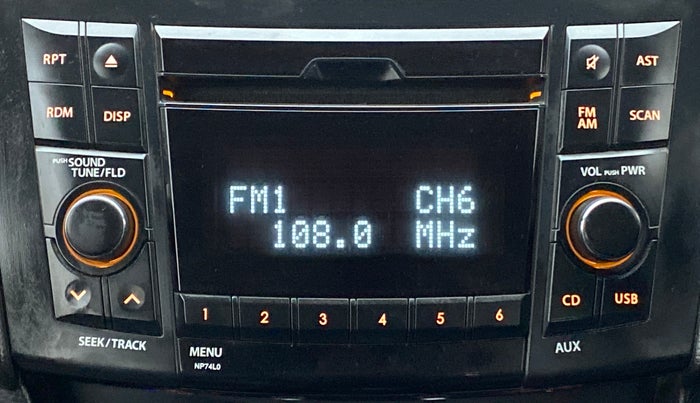 RPT
AST
RDM
DISP
FM
AM
SCAN
PUSH SOUND
TUNE/FLD
VOL PUSH PWR
FM1 CH6
108.0 MHz
CD
USB
1 2 3 4 5 6
SEEK/TRACK
MENU
AUX
NP74L0